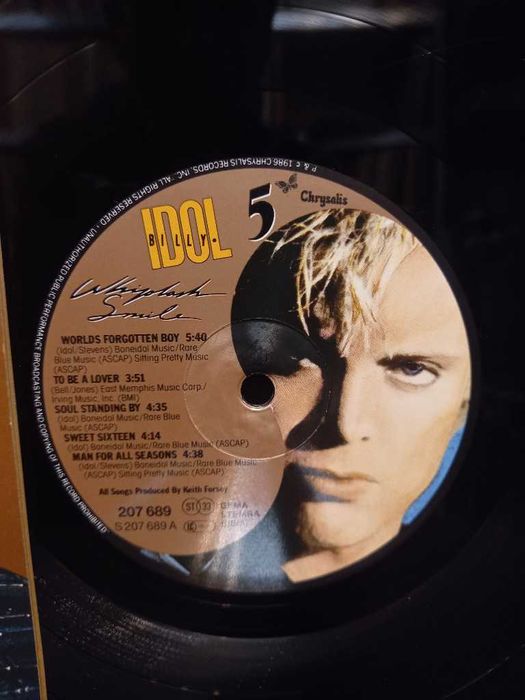 P & © 1986 CHRYSALIS RECORDS, INC. · ALL RIGHTS RESERVED · UNAUTHORIZED PUBLIC PERFORMANCE BROADCASTING AND COPYING OF THIS RECORD PROHIBITED
5 Chrysalis
IDOL
BILLY
Whiplash
Smile
WORLDS FORGOTTEN BOY 5:40
(Idol/Stevens) Boneidol Music/Rare
Blue Music (ASCAP) Sitting Pretty Music
(ASCAP)
TO BE A LOVER 3:51
(Bell/Jones) East Memphis Music Corp./
Irving Music, Inc. (BMI)
SOUL STANDING BY 4:35
(Idol) Boneidol Music/Rare Blue
Music (ASCAP)
SWEET SIXTEEN 4:14
(Idol) Boneidol Music/Rare Blue Music (ASCAP)
MAN FOR ALL SEASONS 4:38
(Idol/Stevens) Boneidol Music/Rare Blue Music
(ASCAP) Sitting Pretty Music (ASCAP)
All Songs Produced by Keith Forsey
207 689 ST 33 GEMA
S 207 689 A STEMRA